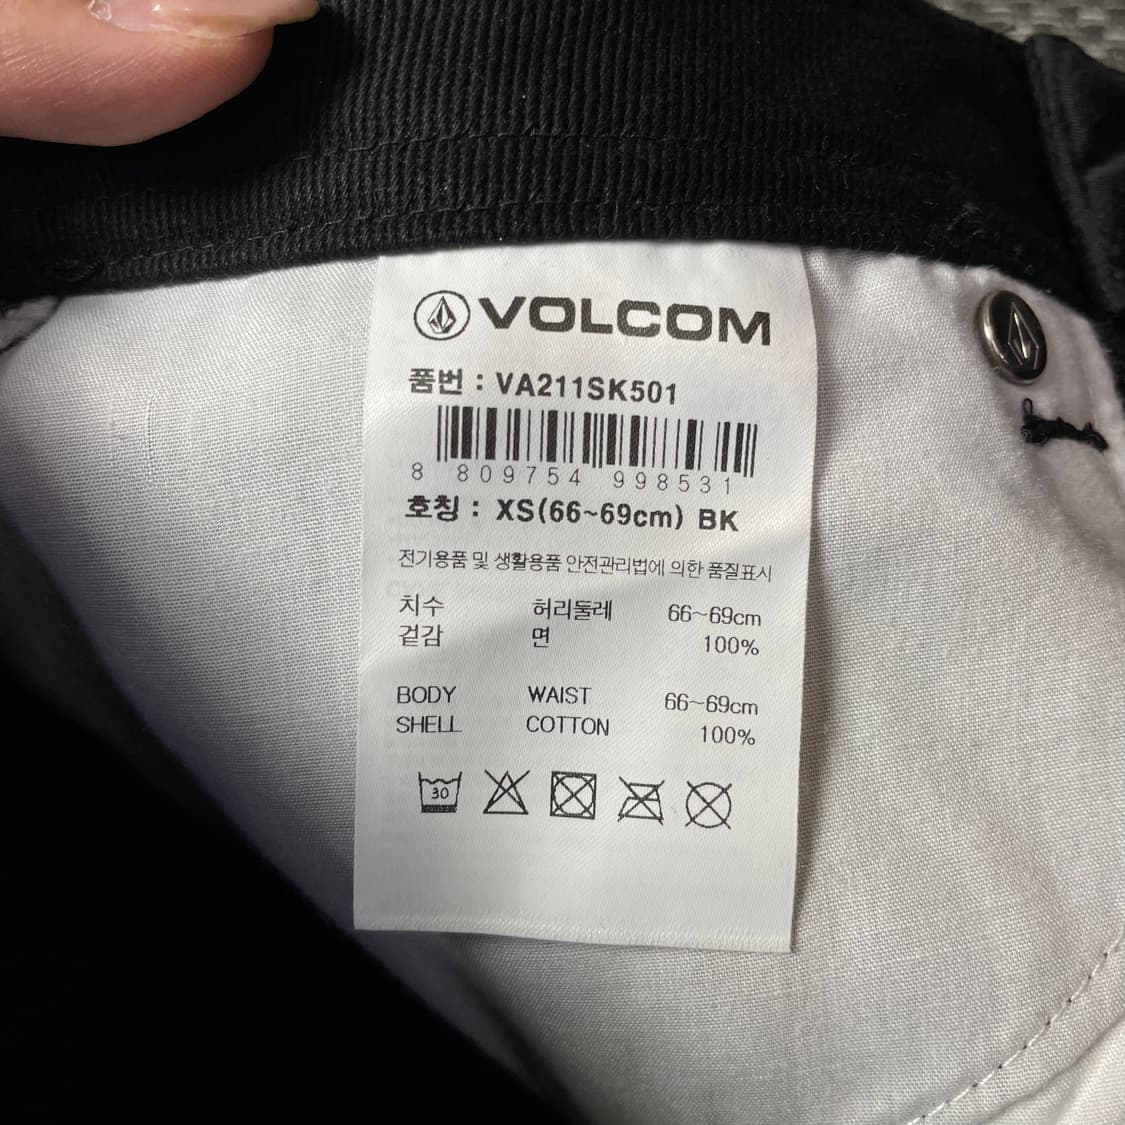 VOLCOM
품번 : VA211SK501
8 809754 998531
호칭 : XS(66~69cm) BK
전기용품 및 생활용품 안전관리법에 의한 품질표시
치수 허리둘레 66~69cm
겉감 면 100%
BODY WAIST 66~69cm
SHELL COTTON 100%
30